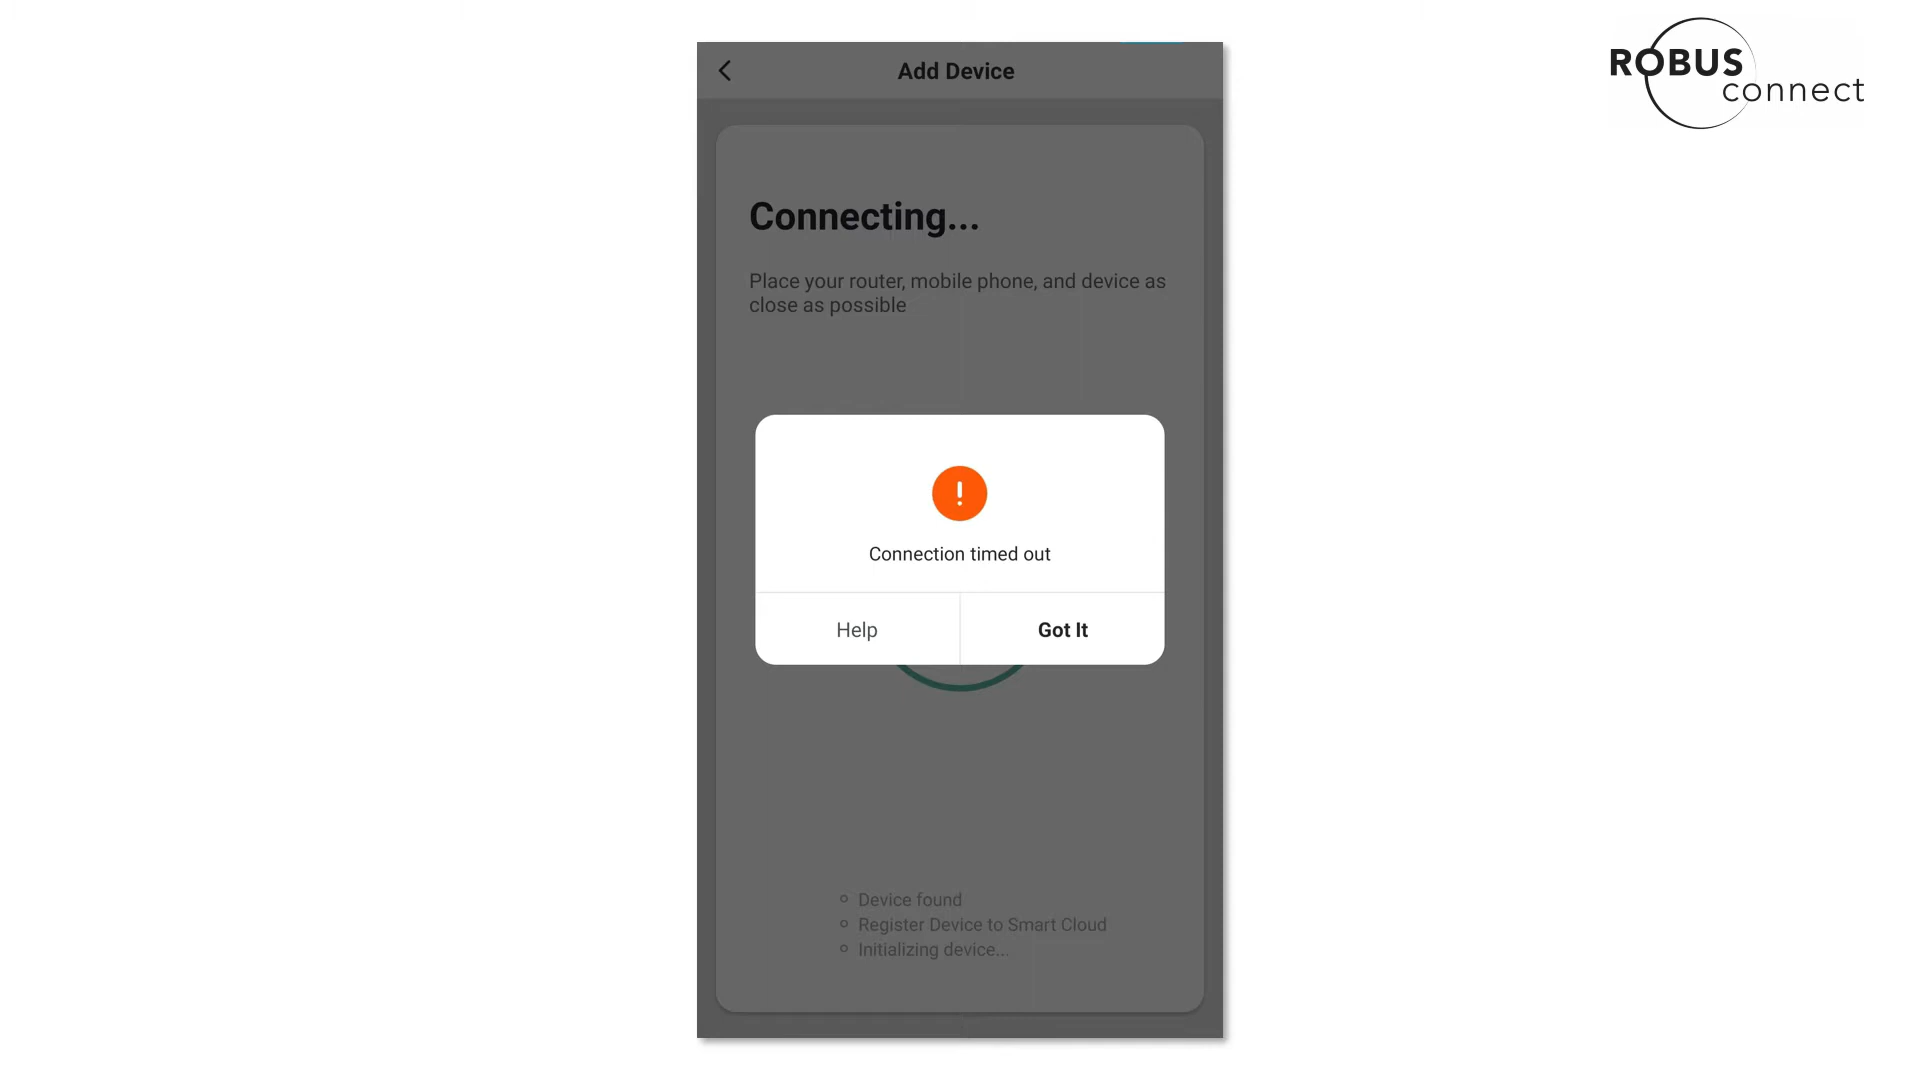 ROBUS
connect
Add Device
Connecting...
Place your router, mobile phone, and device as
close as possible
!
Connection timed out
Help
Got It
Device found
Register Device to Smart Cloud
Initializing device...